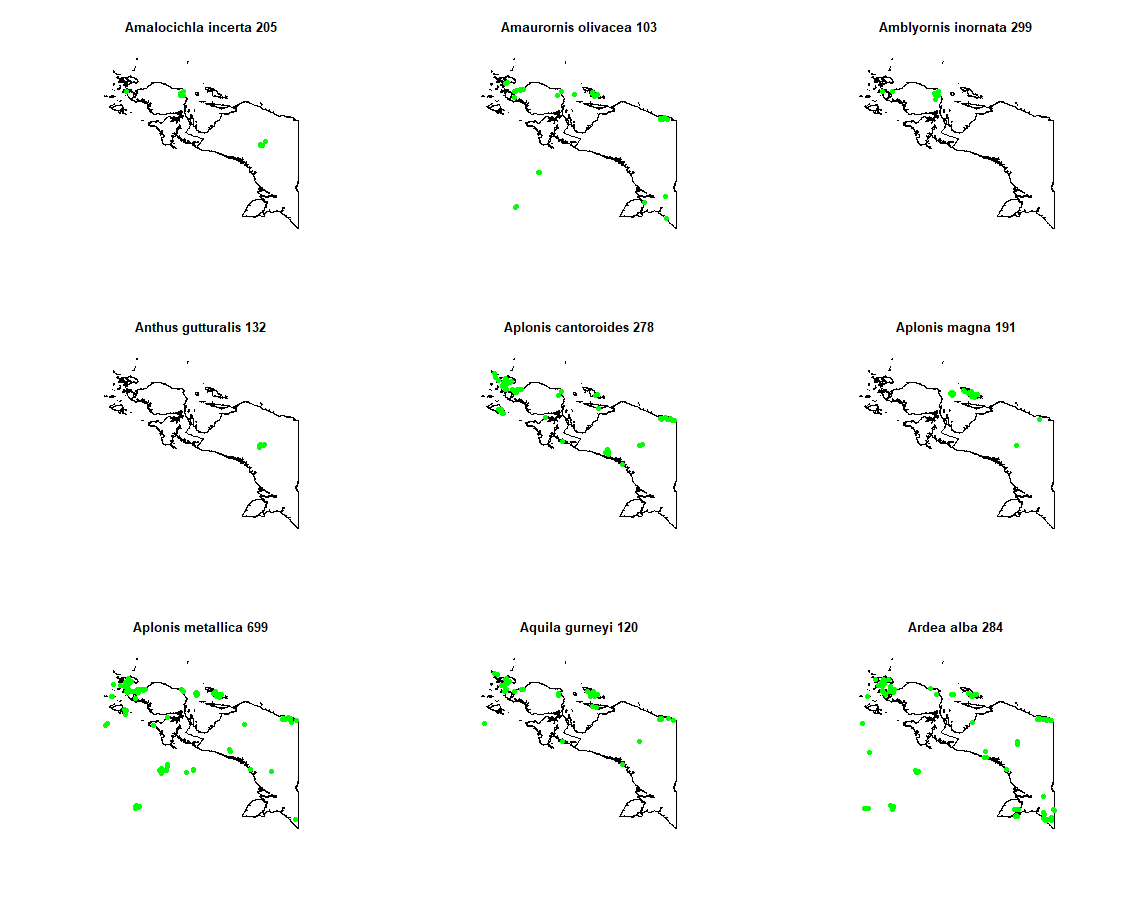 Amalocichla incerta 205
Amaurornis olivacea 103
Amblyornis inornata 299
Anthus gutturalis 132
Aplonis cantoroides 278
Aplonis magna 191
Aplonis metallica 699
Aquila gurneyi 120
Ardea alba 284